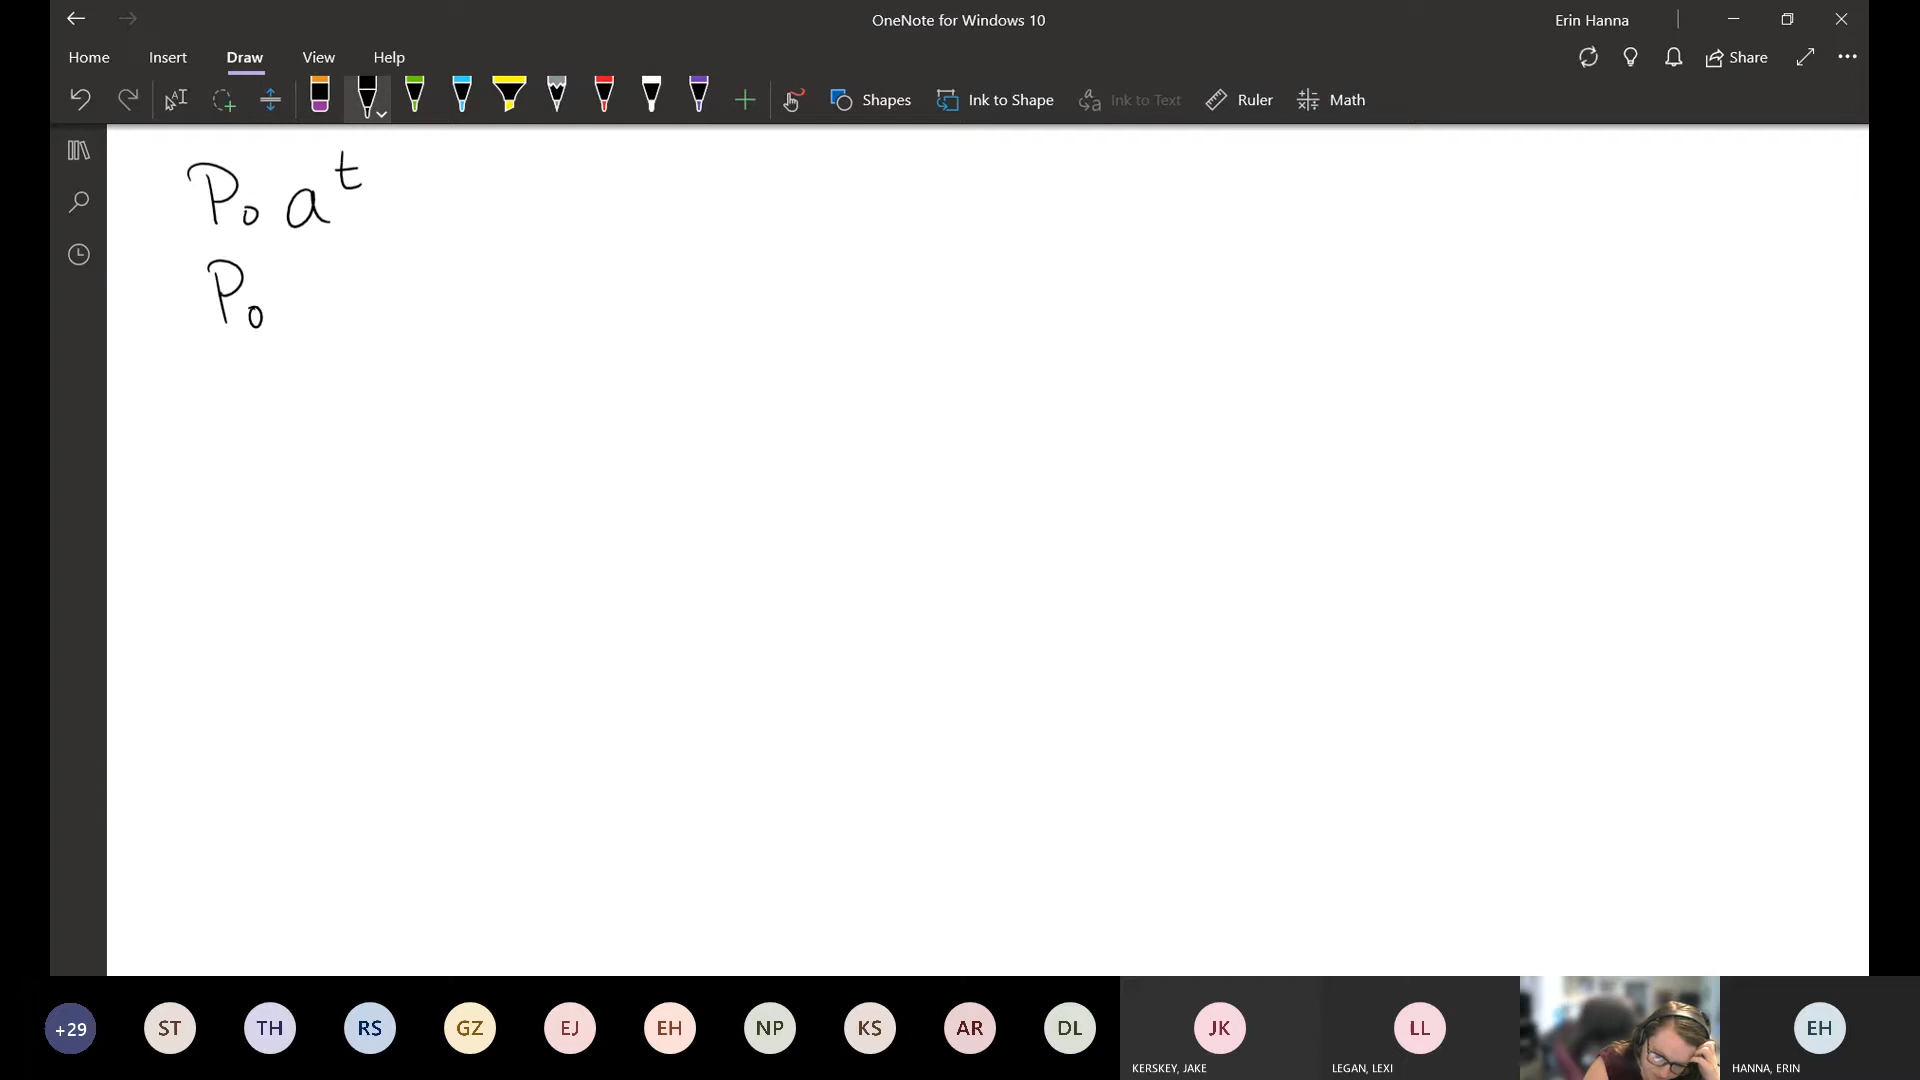 OneNote for Windows 10
Erin Hanna
Home Insert Draw View Help
Share
Shapes Ink to Shape Ink to Text Ruler Math
P₀ aᵗ
P₀
+29 ST TH RS GZ EJ EH NP KS AR DL JK LL EH
KERSKEY, JAKE LEGAN, LEXI HANNA, ERIN